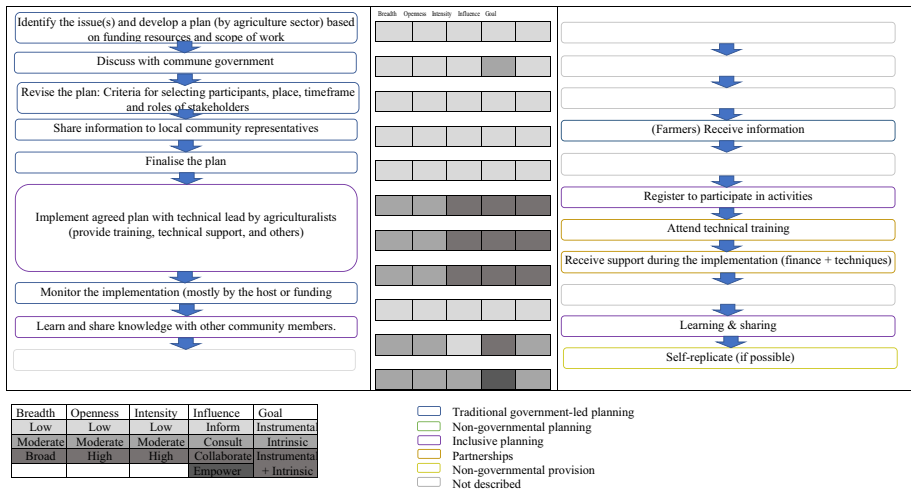 Identify the issue(s) and develop a plan (by agriculture sector) based
on funding resources and scope of work
Discuss with commune government
Revise the plan: Criteria for selecting participants, place, timeframe
and roles of stakeholders
Share information to local community representatives
Finalise the plan
Implement agreed plan with technical lead by agriculturalists
(provide training, technical support, and others)
Monitor the implementation (mostly by the host or funding
Learn and share knowledge with other community members.
Breadth Openness Intensity Influence Goal
(Farmers) Receive information
Register to participate in activities
Attend technical training
Receive support during the implementation (finance + techniques)
Learning & sharing
Self-replicate (if possible)
Breadth Openness Intensity Influence Goal
Low Low Low Inform Instrumental
Moderate Moderate Moderate Consult Intrinsic
Broad High High Collaborate Instrumental
Empower + Intrinsic
Traditional government-led planning
Non-governmental planning
Inclusive planning
Partnerships
Non-governmental provision
Not described